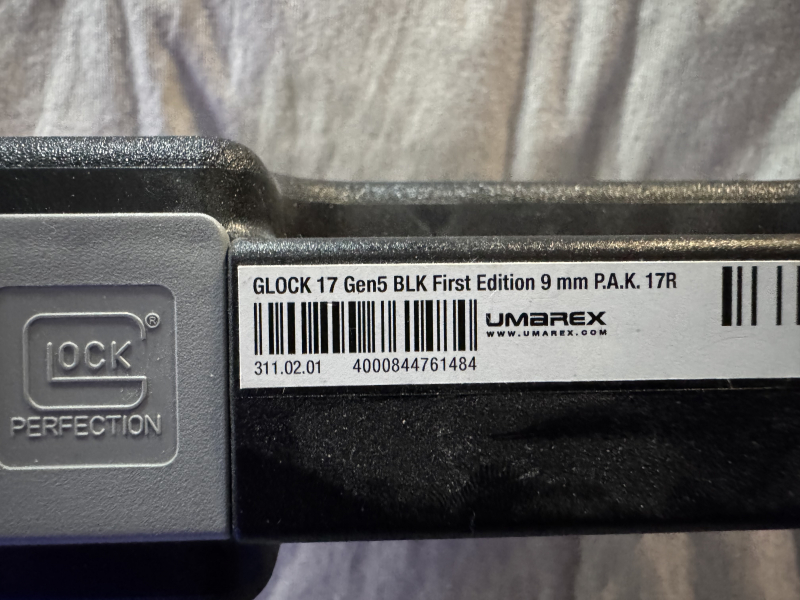 GLOCK
®
PERFECTION
GLOCK 17 Gen5 BLK First Edition 9 mm P.A.K. 17R
UMAREX
WWW.UMAREX.COM
311.02.01 4000844761484